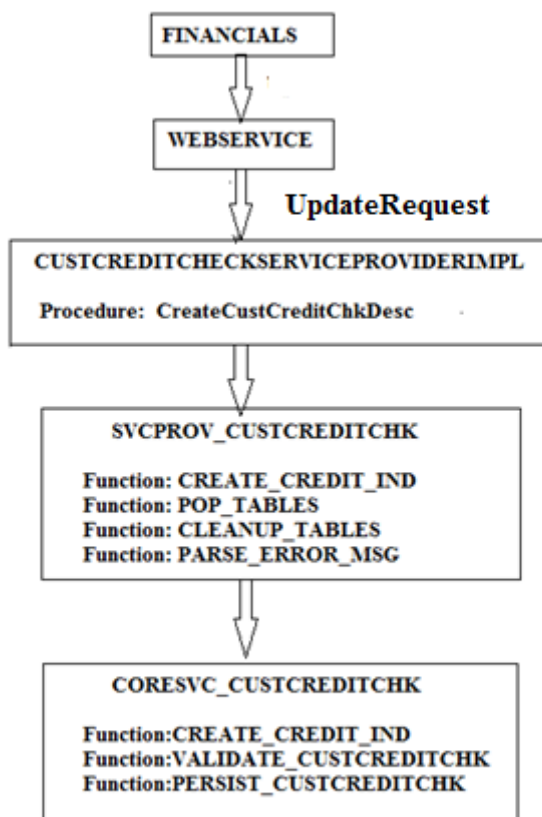 FINANCIALS
WEBSERVICE
UpdateRequest
CUSTCREDITCHECKSERVICEPROVIDERIMPL
Procedure: CreateCustCreditChkDesc
SVCPROV_CUSTCREDITCHK
Function: CREATE_CREDIT_IND
Function: POP_TABLES
Function: CLEANUP_TABLES
Function: PARSE_ERROR_MSG
CORESVC_CUSTCREDITCHK
Function:CREATE_CREDIT_IND
Function:VALIDATE_CUSTCREDITCHK
Function:PERSIST_CUSTCREDITCHK